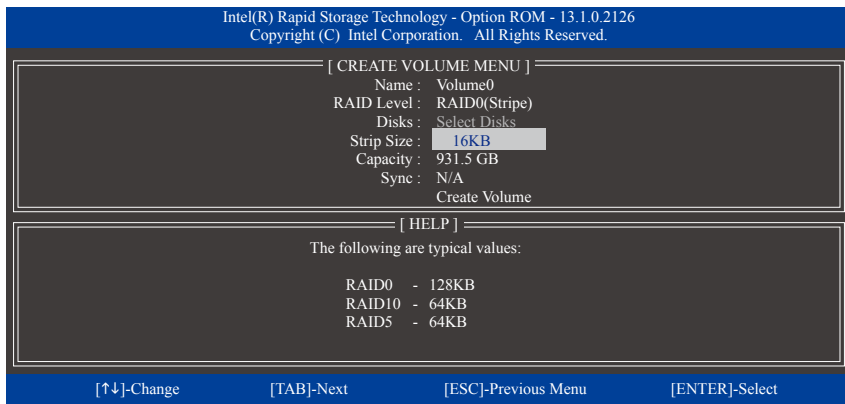 Intel(R) Rapid Storage Technology - Option ROM - 13.1.0.2126
Copyright (C) Intel Corporation. All Rights Reserved.
[ CREATE VOLUME MENU ]
Name : Volume0
RAID Level : RAID0(Stripe)
Disks : Select Disks
Strip Size : 16KB
Capacity : 931.5 GB
Sync : N/A
Create Volume
[ HELP ]
The following are typical values:
RAID0 - 128KB
RAID10 - 64KB
RAID5 - 64KB
[↑↓]-Change [TAB]-Next [ESC]-Previous Menu [ENTER]-Select